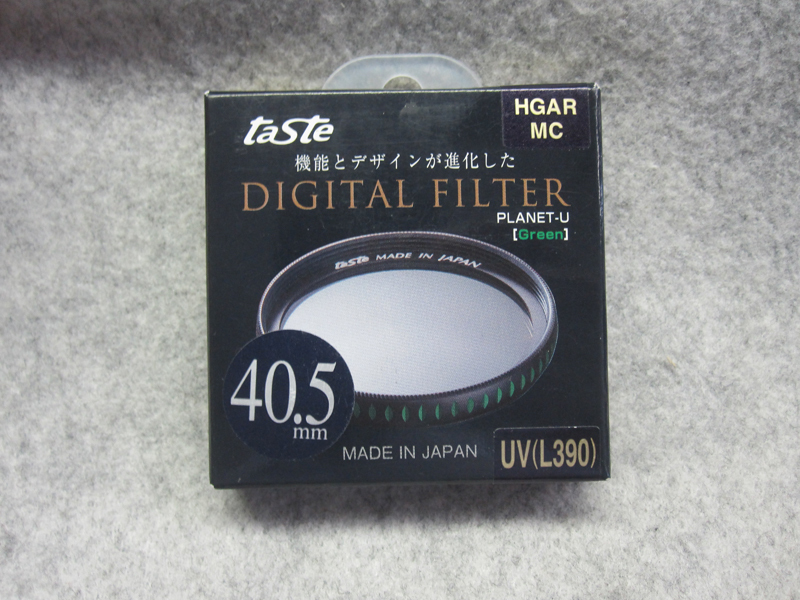 taste
HGAR
MC
機能とデザインが進化した
DIGITAL FILTER
PLANET-U
[Green]
taste MADE IN JAPAN
40.5
mm
MADE IN JAPAN
UV(L390)